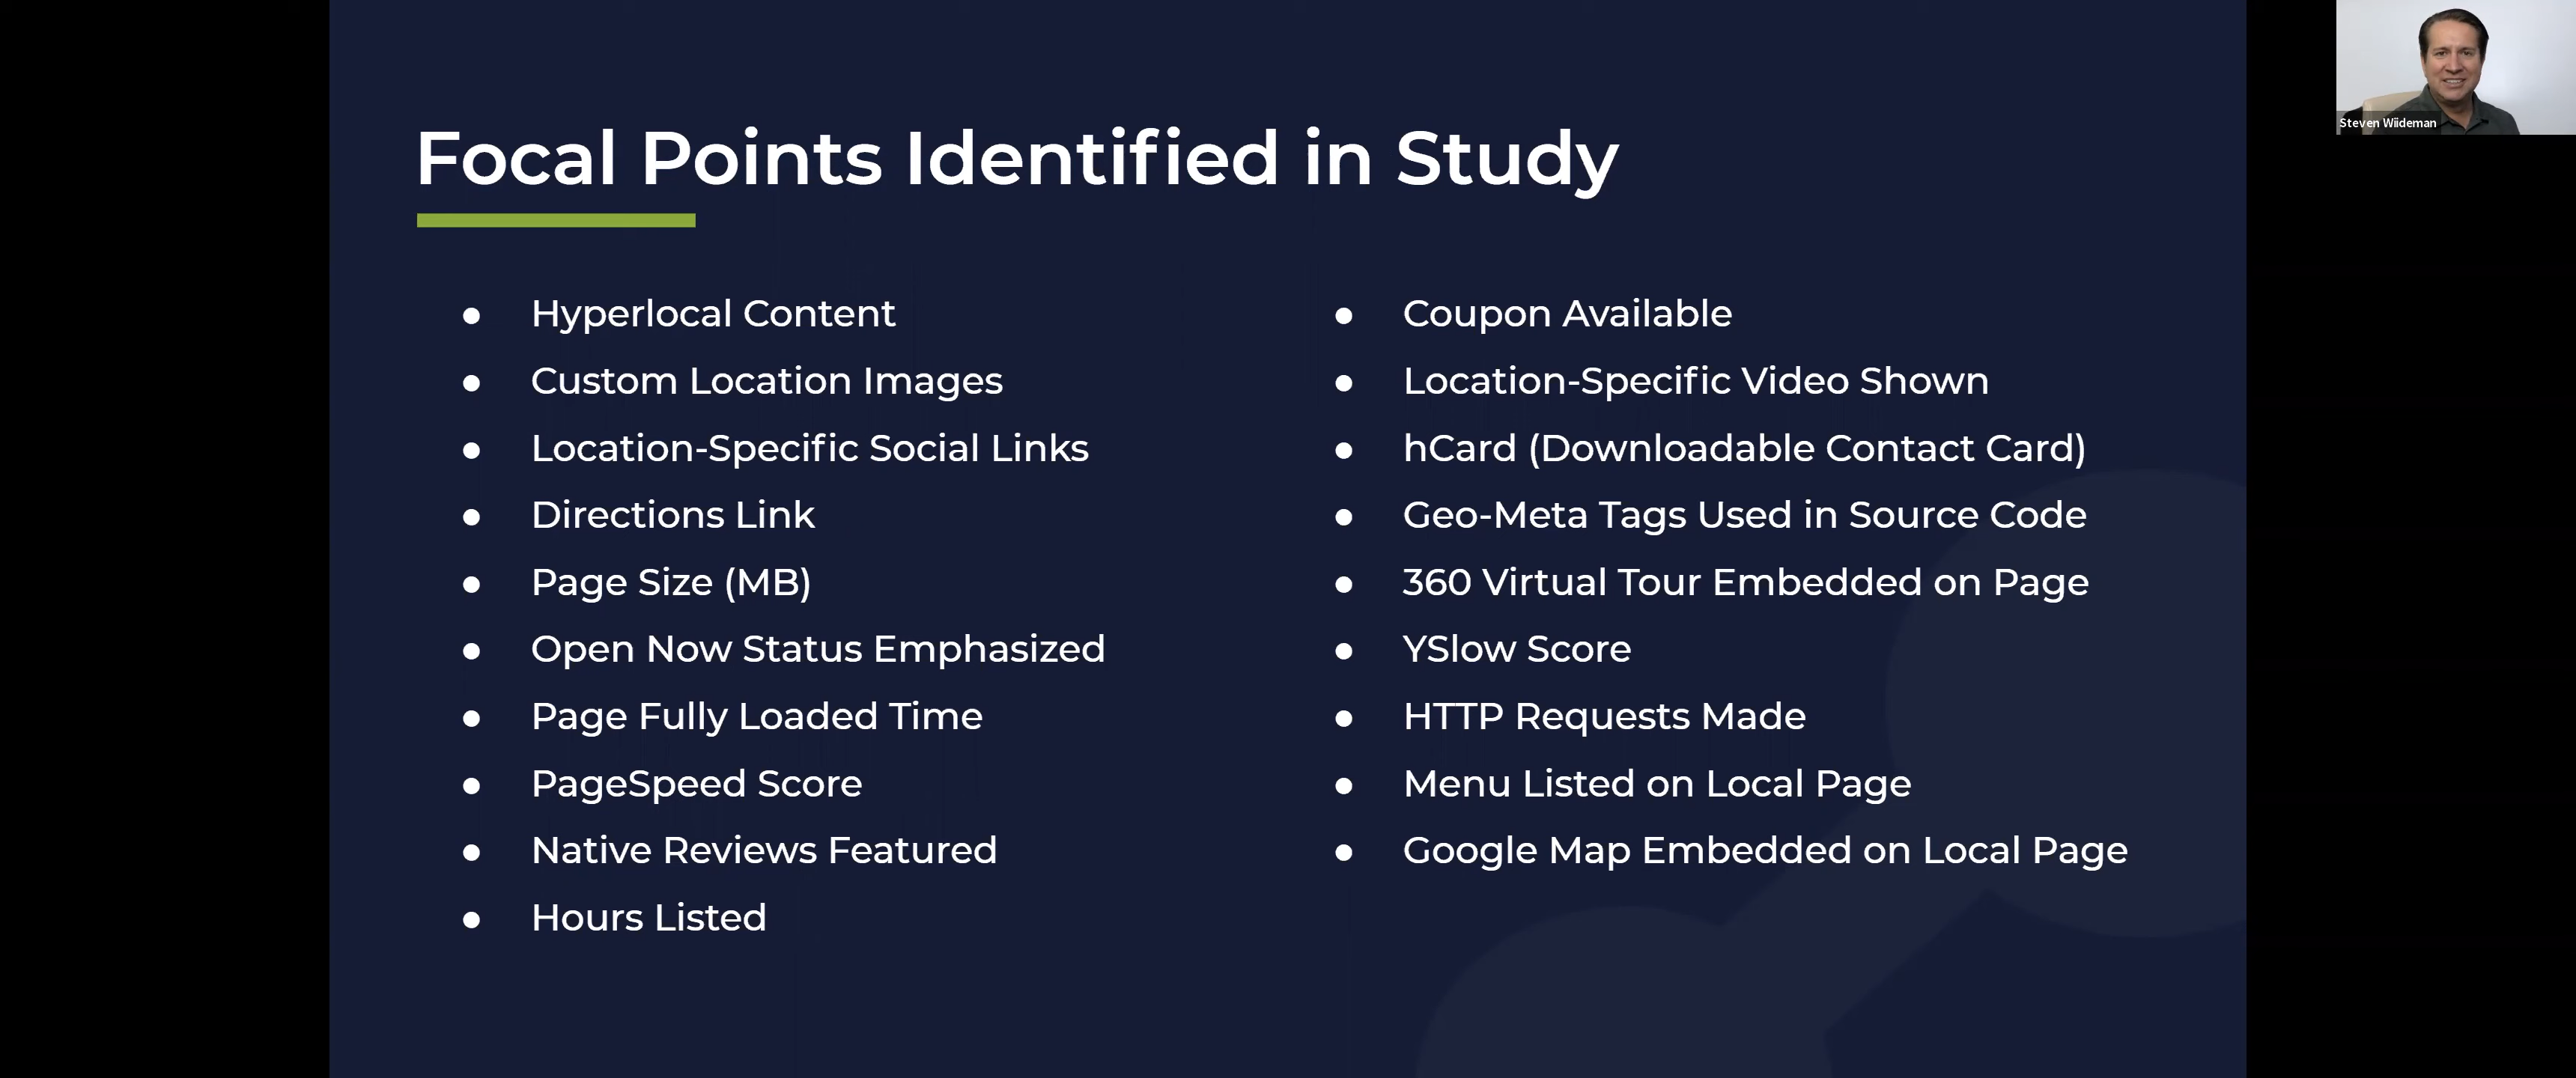 Focal Points Identified in Study
● Hyperlocal Content
● Custom Location Images
● Location-Specific Social Links
● Directions Link
● Page Size (MB)
● Open Now Status Emphasized
● Page Fully Loaded Time
● PageSpeed Score
● Native Reviews Featured
● Hours Listed
● Coupon Available
● Location-Specific Video Shown
● hCard (Downloadable Contact Card)
● Geo-Meta Tags Used in Source Code
● 360 Virtual Tour Embedded on Page
● YSlow Score
● HTTP Requests Made
● Menu Listed on Local Page
● Google Map Embedded on Local Page
Steven Wiideman